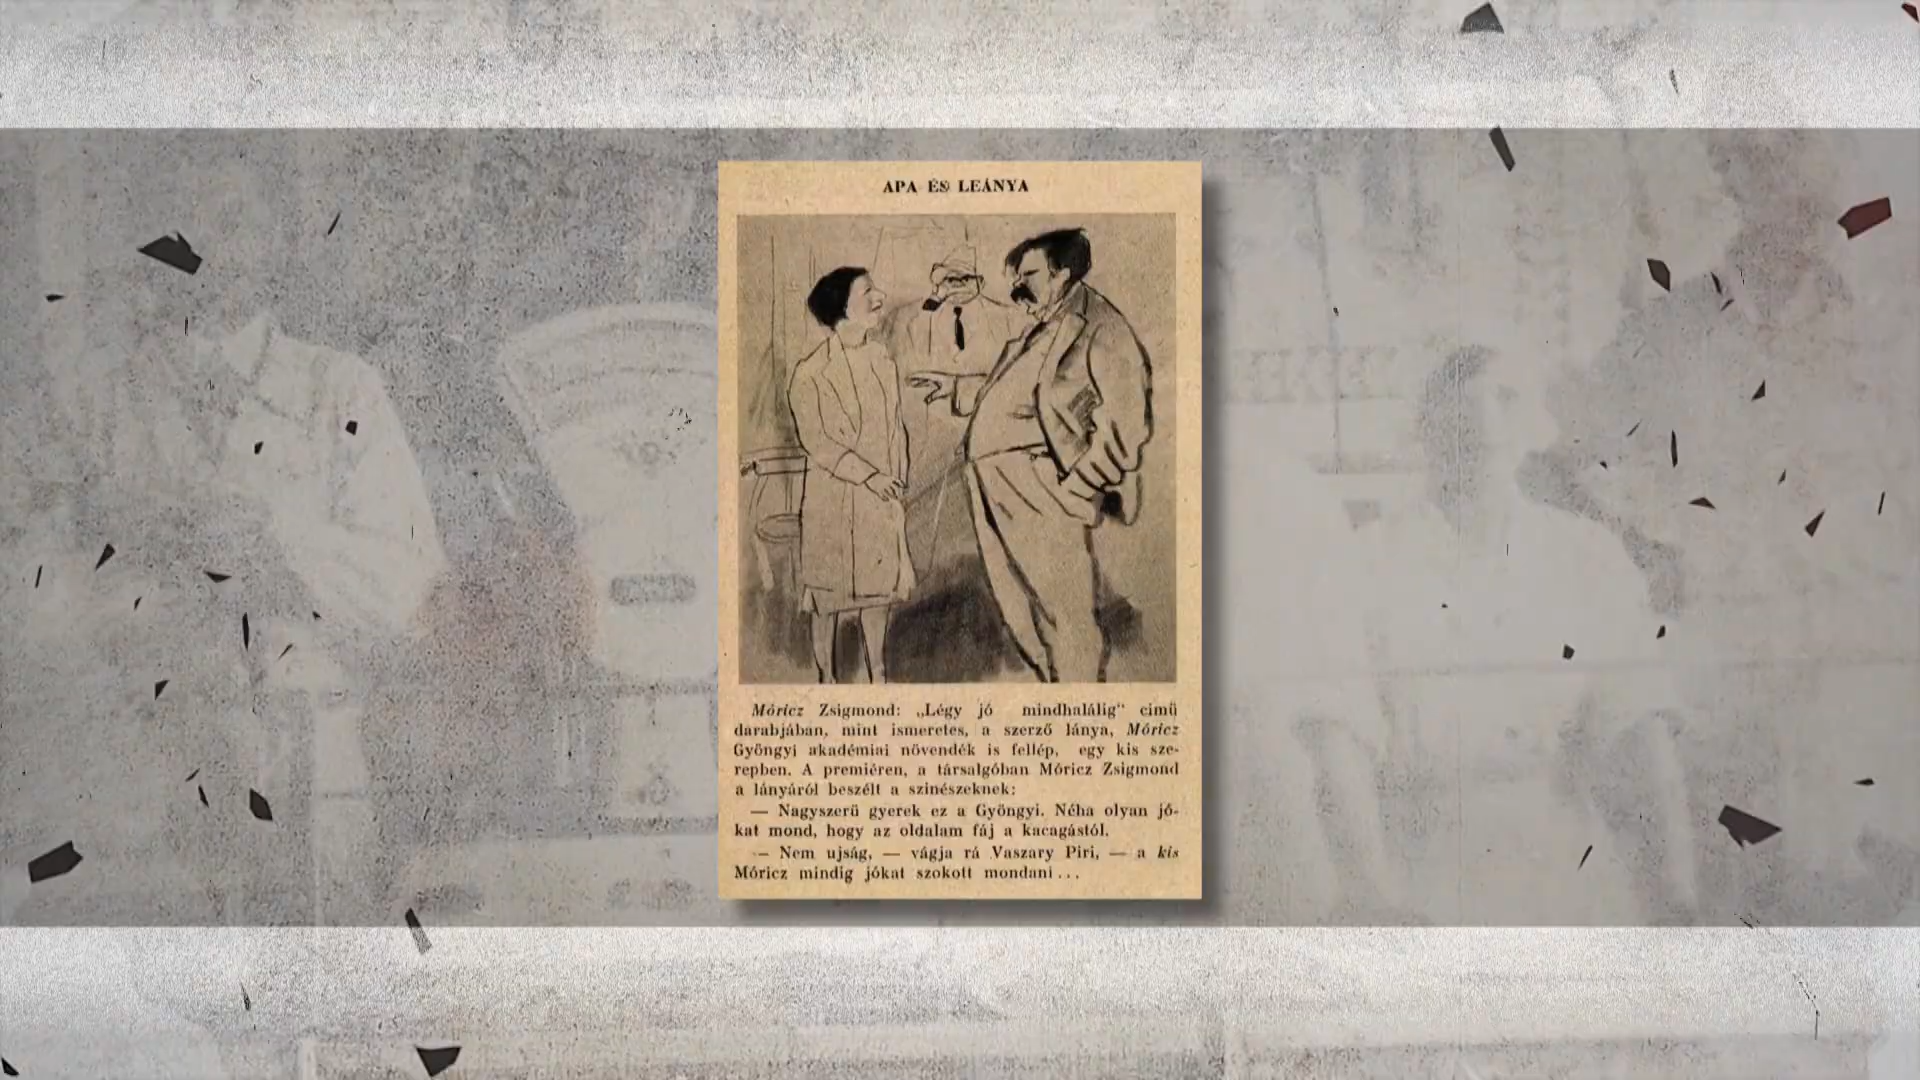 APA ÉS LEÁNYA
Móricz Zsigmond: „Légy jó mindhalálig“ cimü
darabjában, mint ismeretes, a szerző lánya, Móricz
Gyöngyi akadémiai növendék is fellép, egy kis sze-
repben. A premiéren, a társalgóban Móricz Zsigmond
a lányáról beszélt a szinészeknek:
— Nagyszerü gyerek ez a Gyöngyi. Néha olyan jó-
kat mond, hogy az oldalam fáj a kacagástól.
— Nem ujság, — vágja rá Vaszary Piri, — a kis
Móricz mindig jókat szokott mondani...